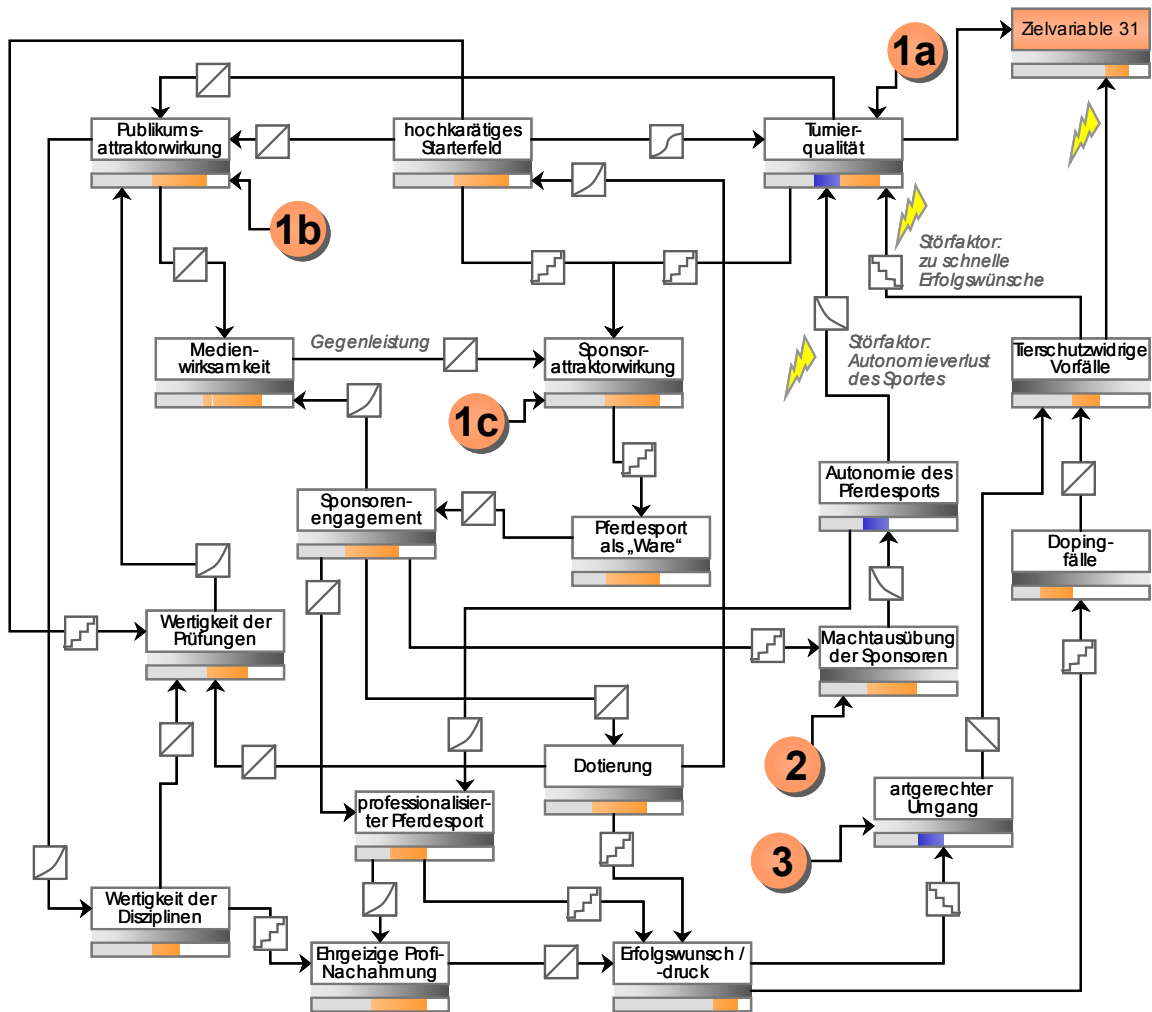 Zielvariable 31
1a
Publikums-
attraktorwirkung
hochkarätiges
Starterfeld
Turnier-
qualität
1b
Störfaktor:
zu schnelle
Erfolgswünsche
Medien-
wirksamkeit
Gegenleistung
Sponsor-
attraktorwirkung
Störfaktor:
Autonomieverlust
des Sportes
Tierschutzwidrige
Vorfälle
1c
Sponsoren-
engagement
Pferdesport
als „Ware“
Autonomie des
Pferdesports
Doping-
fälle
Wertigkeit der
Prüfungen
Machtausübung
der Sponsoren
2
Dotierung
professionalisier-
ter Pferdesport
artgerechter
Umgang
3
Wertigkeit der
Disziplinen
Ehrgeizige Profi-
Nachahmung
Erfolgswunsch /
-druck